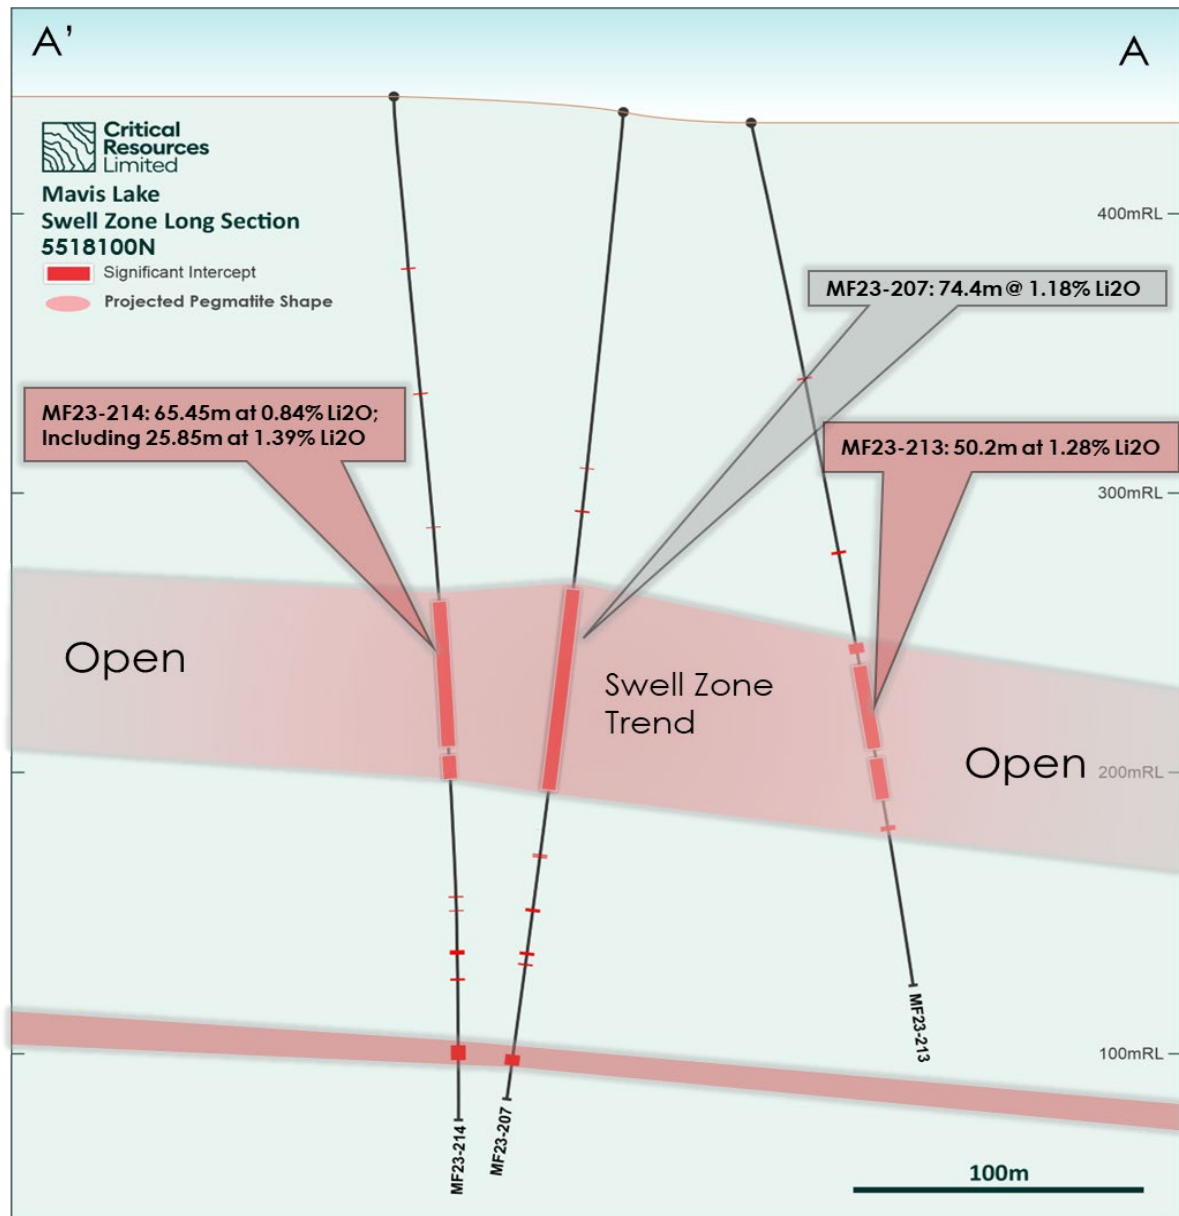 A'
A
Critical
Resources
Limited
Mavis Lake
Swell Zone Long Section
5518100N
Significant Intercept
Projected Pegmatite Shape
400mRL
MF23-207: 74.4m @ 1.18% Li2O
MF23-214: 65.45m at 0.84% Li2O;
Including 25.85m at 1.39% Li2O
MF23-213: 50.2m at 1.28% Li2O
300mRL
Open
Swell Zone
Trend
Open
200mRL
MF23-213
100mRL
MF23-214
MF23-207
100m